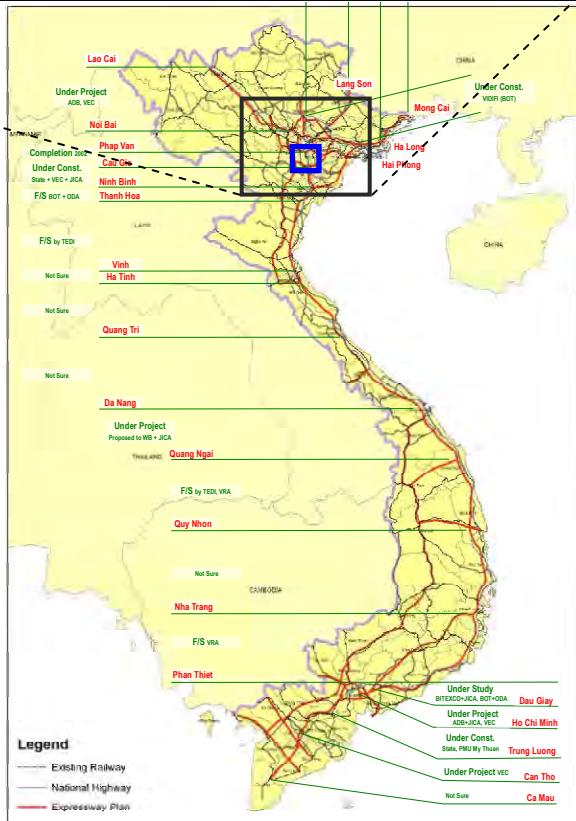 Lao Cai
CHINA
Lang Son
Under Project
ADB, VEC
Under Const.
VIDIFI (BOT)
Mong Cai
Noi Bai
Phap Van
Ha Long
Completion 2002
Cau Gie
Hai Phong
Under Const.
State + VEC + JICA
Ninh Binh
F/S BOT + ODA
Thanh Hoa
F/S by TEDI
CHINA
Vinh
Not Sure
Ha Tinh
Not Sure
Quang Tri
Not Sure
Da Nang
Under Project
Proposed to WB + JICA
THAILAND
Quang Ngai
F/S by TEDI, VRA
Quy Nhon
Not Sure
CAMBODIA
Nha Trang
F/S VRA
Phan Thiet
Under Study
BITEXCO+JICA, BOT+ODA
Dau Giay
Under Project
ADB+JICA, VEC
Ho Chi Minh
Under Const.
State, PMU My Thuan
Trung Luong
Under Project VEC
Can Tho
Not Sure
Ca Mau
Legend
Existing Railway
National Highway
Expressway Plan